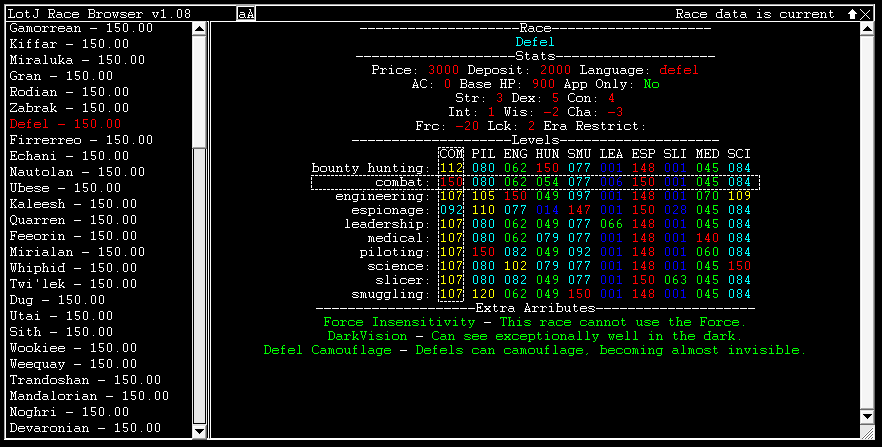 LotJ Race Browser v1.08 aA Race data is current
Gamorrean - 150.00
Kiffar - 150.00
Miraluka - 150.00
Gran - 150.00
Rodian - 150.00
Zabrak - 150.00
Defel - 150.00
Firrerreo - 150.00
Echani - 150.00
Nautolan - 150.00
Ubese - 150.00
Kaleesh - 150.00
Quarren - 150.00
Feeorin - 150.00
Mirialan - 150.00
Whiphid - 150.00
Twi'lek - 150.00
Dug - 150.00
Utai - 150.00
Sith - 150.00
Wookiee - 150.00
Weequay - 150.00
Trandoshan - 150.00
Mandalorian - 150.00
Noghri - 150.00
Devaronian - 150.00
Race
Defel
Stats
Price: 3000 Deposit: 2000 Language: defel
AC: 0 Base HP: 900 App Only: No
Str: 3 Dex: 5 Con: 4
Int: 1 Wis: -2 Cha: -3
Frc: -20 Lck: 2 Era Restrict:
Levels
COM PIL ENG HUN SMU LEA ESP SLI MED SCI
bounty hunting: 112 080 062 150 077 001 148 001 045 084
combat: 150 080 062 054 077 001 150 001 045 084
engineering: 107 105 150 049 097 001 148 001 070 109
espionage: 092 110 077 014 147 001 150 028 045 084
leadership: 107 080 062 049 077 066 148 001 045 084
medical: 107 080 062 079 077 001 148 001 140 084
piloting: 107 150 082 049 092 001 148 001 060 084
science: 107 080 102 079 077 001 148 001 045 150
slicer: 107 080 082 049 077 001 150 063 045 084
smuggling: 107 120 062 049 150 001 148 001 045 084
Extra Arributes
Force Insensitivity - This race cannot use the Force.
DarkVision - Can see exceptionally well in the dark.
Defel Camouflage - Defels can camouflage, becoming almost invisible.